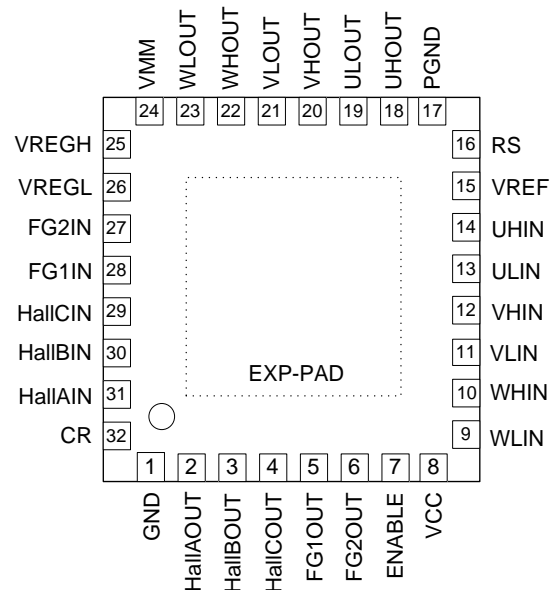 VMM
WLOUT
WHOUT
VLOUT
VHOUT
ULOUT
UHOUT
PGND
24 23 22 21 20 19 18 17
VREGH 25
16 RS
VREGL 26
15 VREF
FG2IN 27
14 UHIN
FG1IN 28
13 ULIN
HallCIN 29
12 VHIN
HallBIN 30
11 VLIN
HallAIN 31
10 WHIN
CR 32
9 WLIN
EXP-PAD
1 2 3 4 5 6 7 8
GND
HallAOUT
HallBOUT
HallCOUT
FG1OUT
FG2OUT
ENABLE
VCC